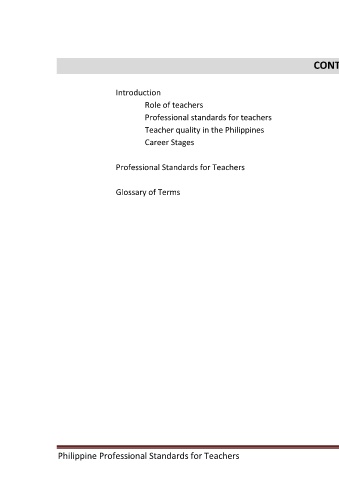 CONT
Introduction
Role of teachers
Professional standards for teachers
Teacher quality in the Philippines
Career Stages
Professional Standards for Teachers
Glossary of Terms
Philippine Professional Standards for Teachers